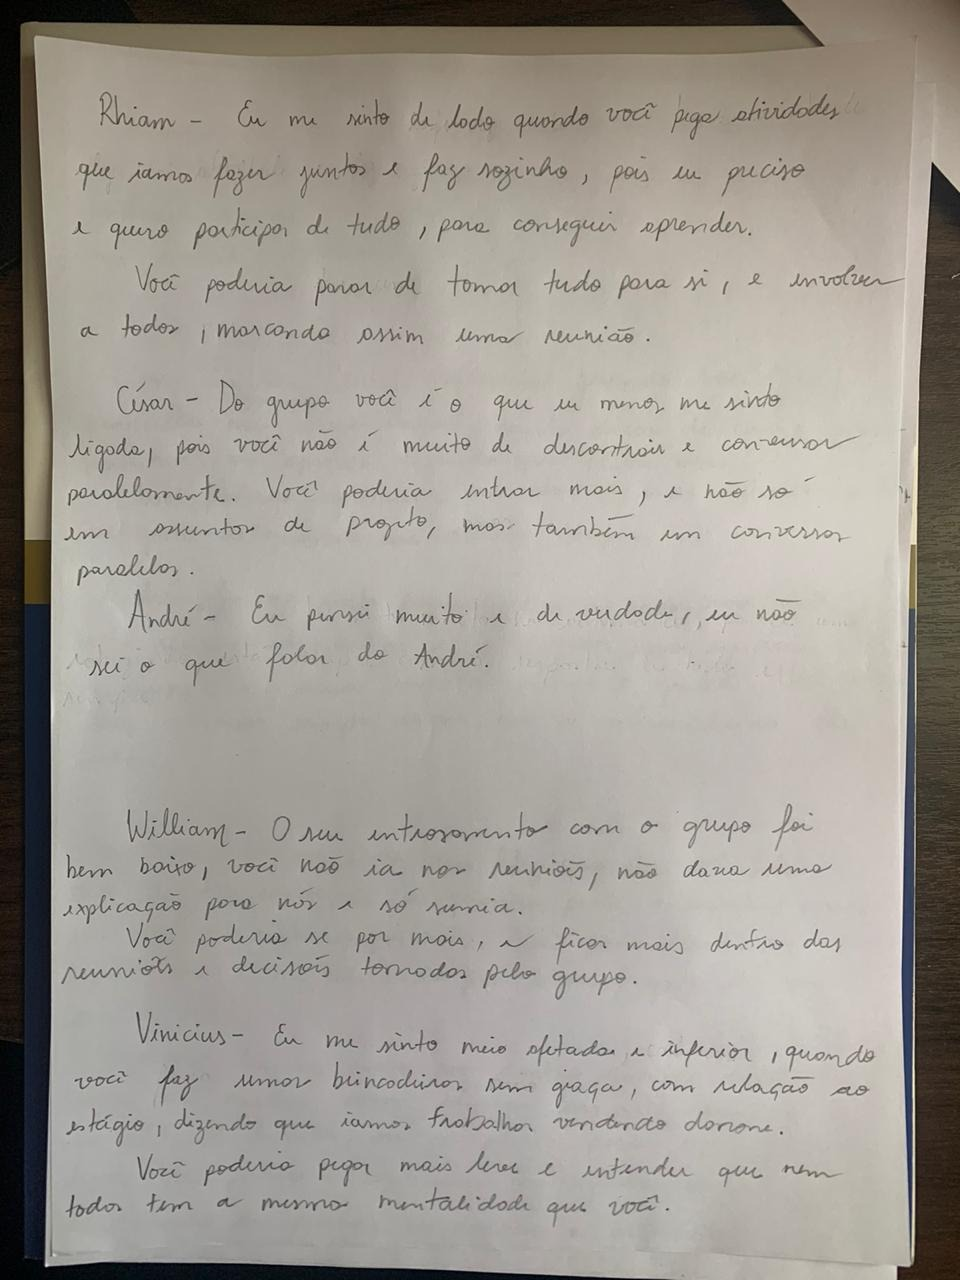 Rhiam - Eu me sinto de lado quando você pega atividades
que iamos fazer juntos e faz sozinho, pois eu preciso
e quero participar de tudo, para conseguir aprender.
Você poderia parar de tomar tudo para si, e envolver
a todos, marcando assim uma reunião.
César - Do grupo você é o que eu menos me sinto
ligada, pois você não é muito de descontrair e conversar
paralelamente. Você poderia entrar mais, e não só
em assuntos de projeto, mas também em conversas
paralelas.
André - Eu pensei muito e de verdade, eu não
sei o que falar do André.
William - O seu entrosamento com o grupo foi
bem baixo, você não ia nas reuniões, não dava uma
explicação para nós e só sumia.
Você poderia se por mais, e ficar mais dentro das
reuniões e decisões tomadas pelo grupo.
Vinicius - Eu me sinto meio afetada e inferior, quando
você faz umas brincadeiras sem graça, com relação ao
estágio, dizendo que iamos trabalhar vendendo danone.
Você poderia pegar mais leve e entender que nem
todos tem a mesma mentalidade que você.